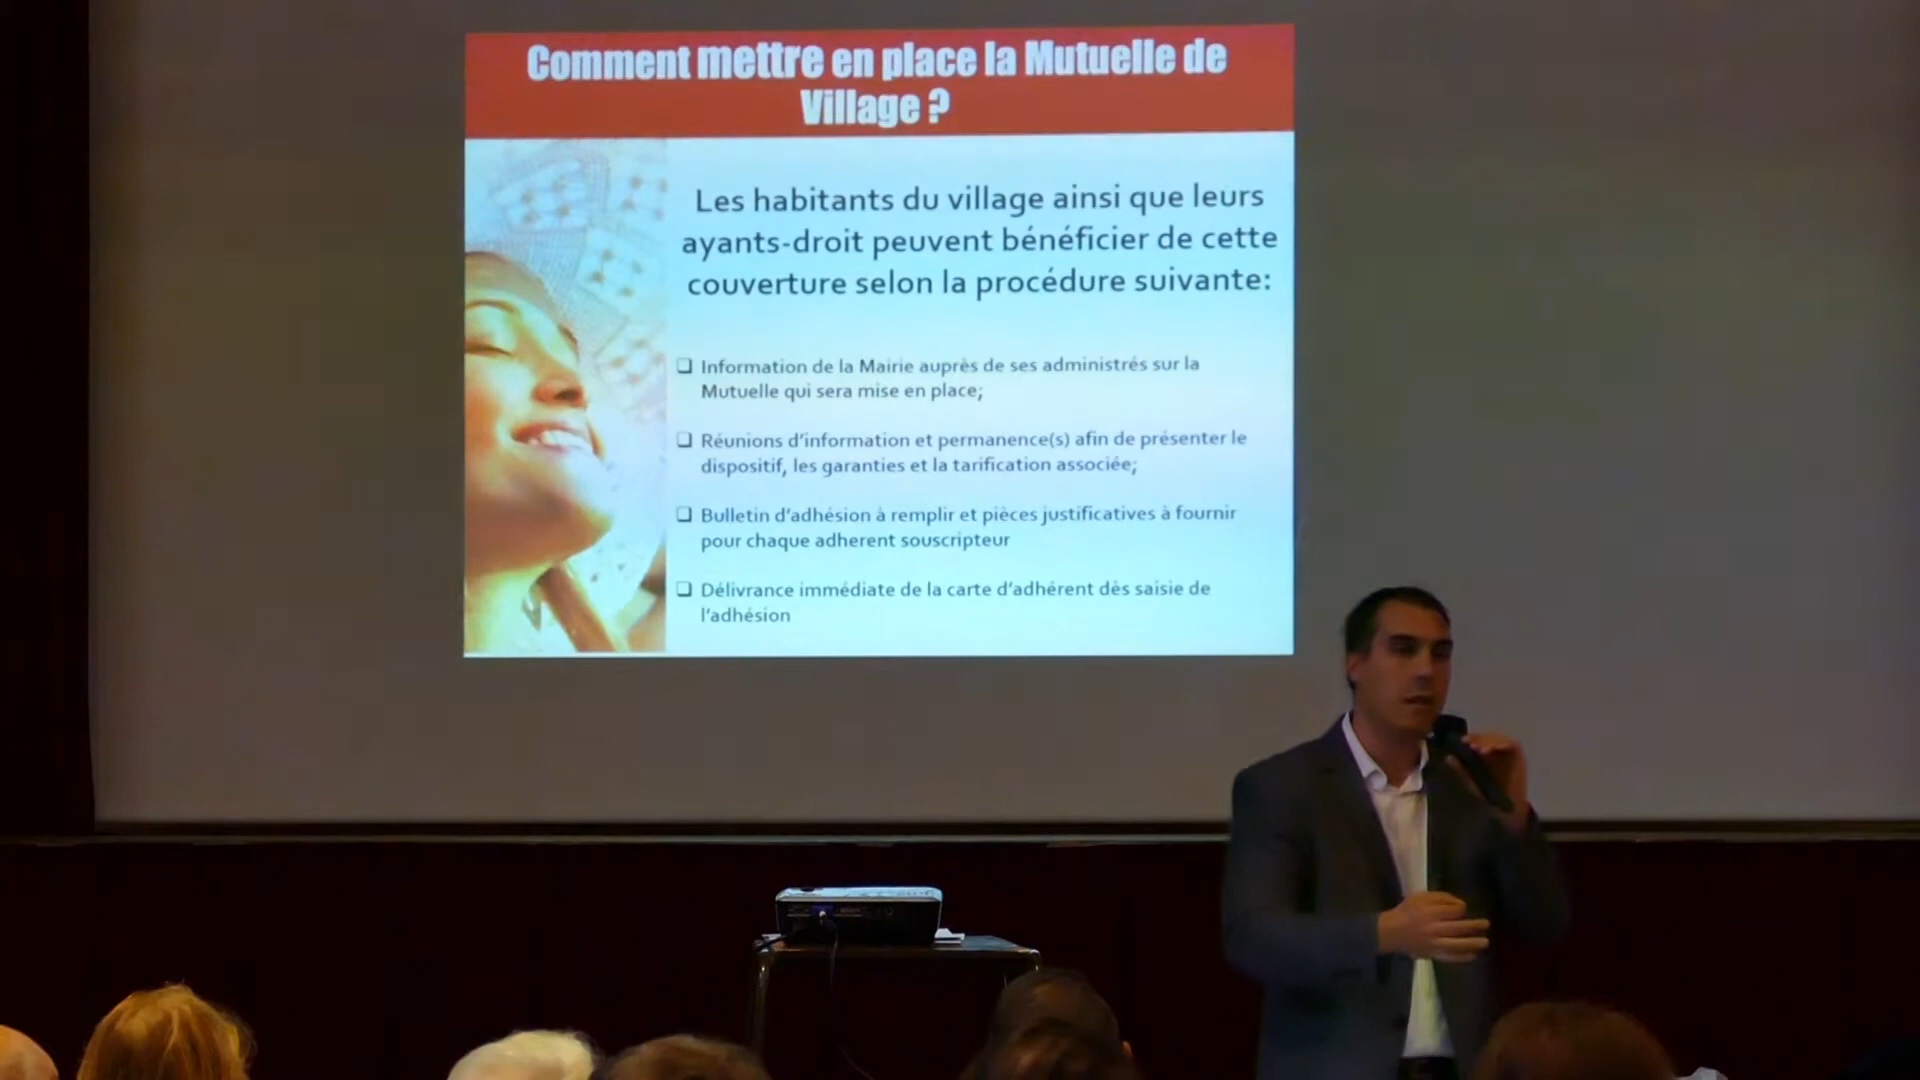 Comment mettre en place la Mutuelle de
Village ?
Les habitants du village ainsi que leurs
ayants-droit peuvent bénéficier de cette
couverture selon la procédure suivante:
❑ Information de la Mairie auprès de ses administrés sur la
Mutuelle qui sera mise en place;
❑ Réunions d'information et permanence(s) afin de présenter le
dispositif, les garanties et la tarification associée;
❑ Bulletin d'adhésion à remplir et pièces justificatives à fournir
pour chaque adherent souscripteur
❑ Délivrance immédiate de la carte d'adhérent dès saisie de
l'adhésion